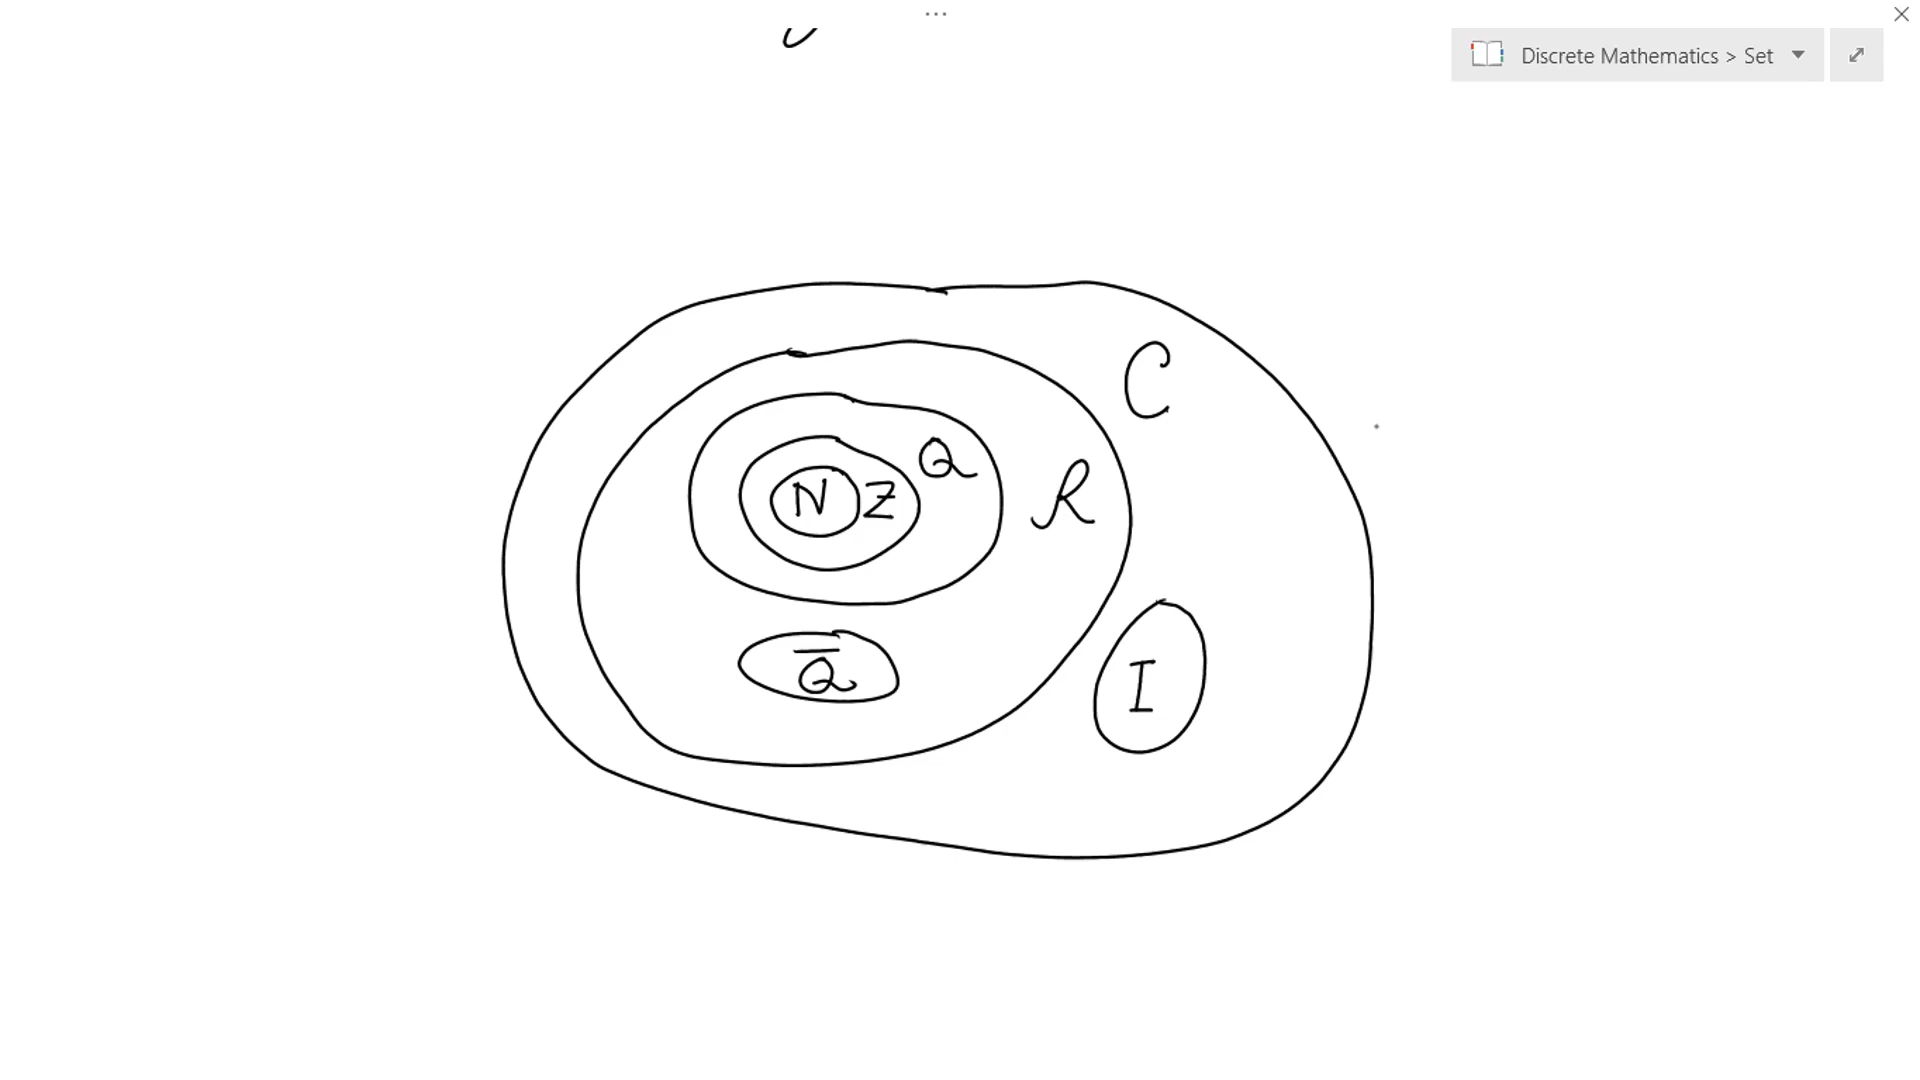 Discrete Mathematics > Set
C
Q
R
N Z
Q̅
I